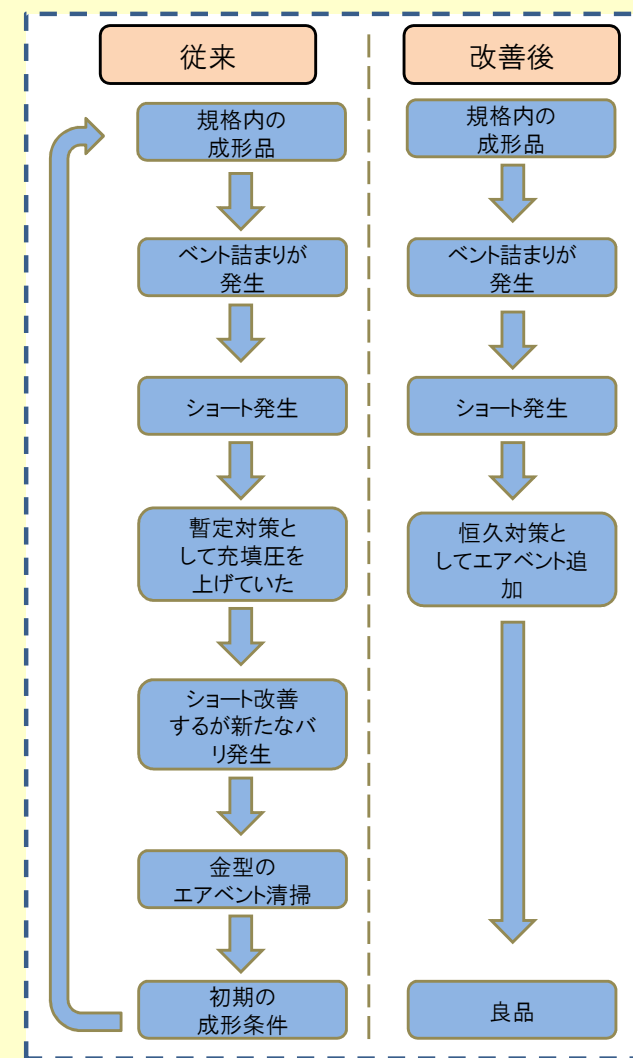 従来
規格内の
成形品
ベント詰まりが
発生
ショート発生
暫定対策と
して充填圧を
上げていた
ショート改善
するが新たなバ
リ発生
金型の
エアベント清掃
初期の
成形条件
改善後
規格内の
成形品
ベント詰まりが
発生
ショート発生
恒久対策と
してエアベント追
加
良品